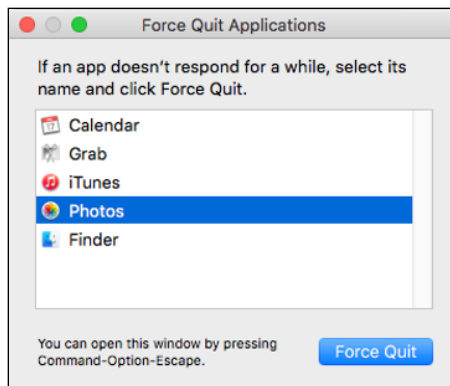 Force Quit Applications
If an app doesn't respond for a while, select its
name and click Force Quit.
17
Calendar
Grab
iTunes
Photos
Finder
You can open this window by pressing
Command-Option-Escape.
Force Quit